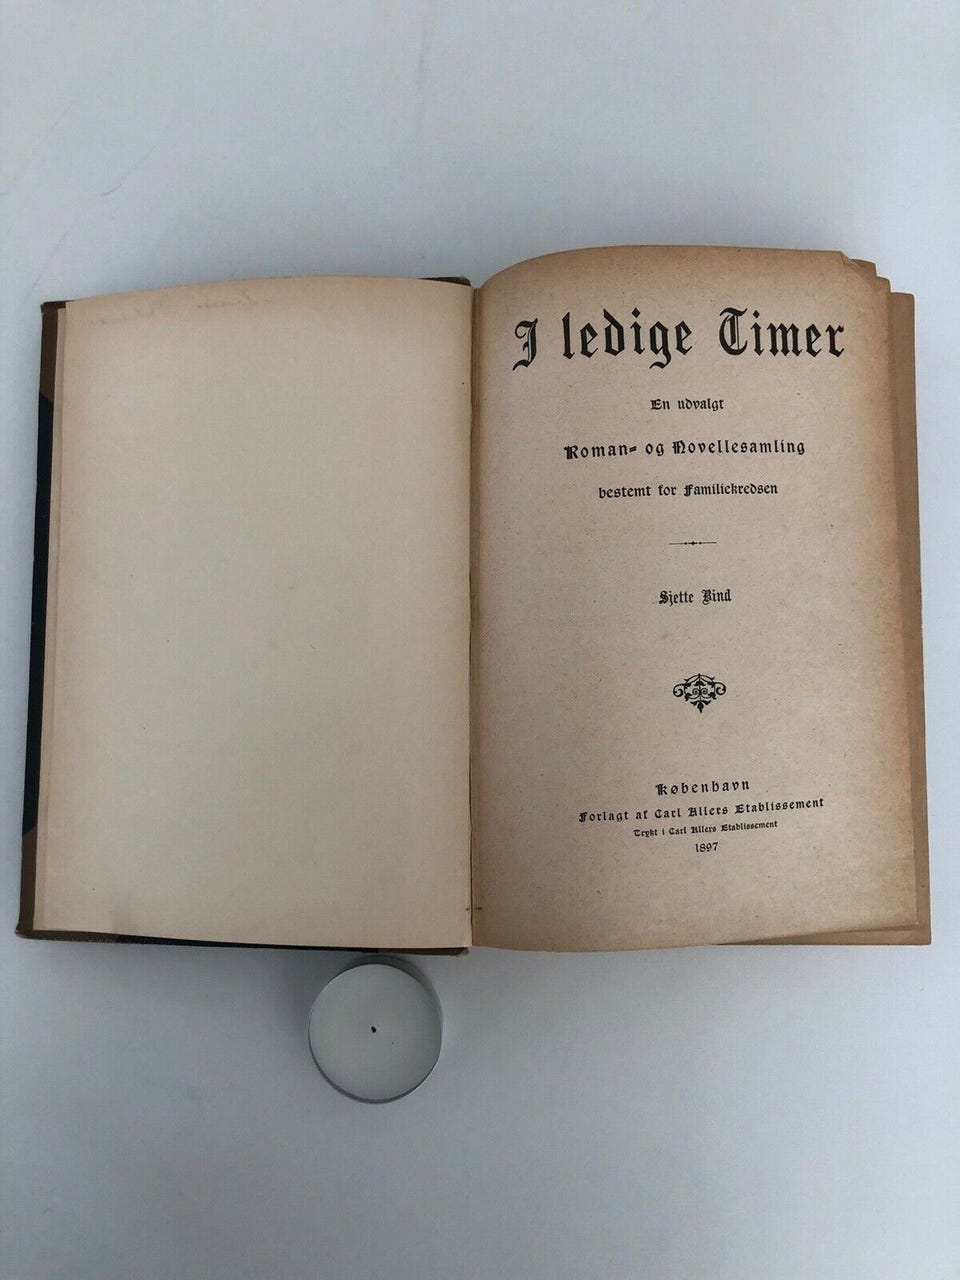 I ledige Timer
En udvalgt
Roman- og Novellesamling
bestemt for Familiekredsen
Sjette Bind
København
Forlagt af Carl Allers Etablissement
Trykt i Carl Allers Etablissement
1897